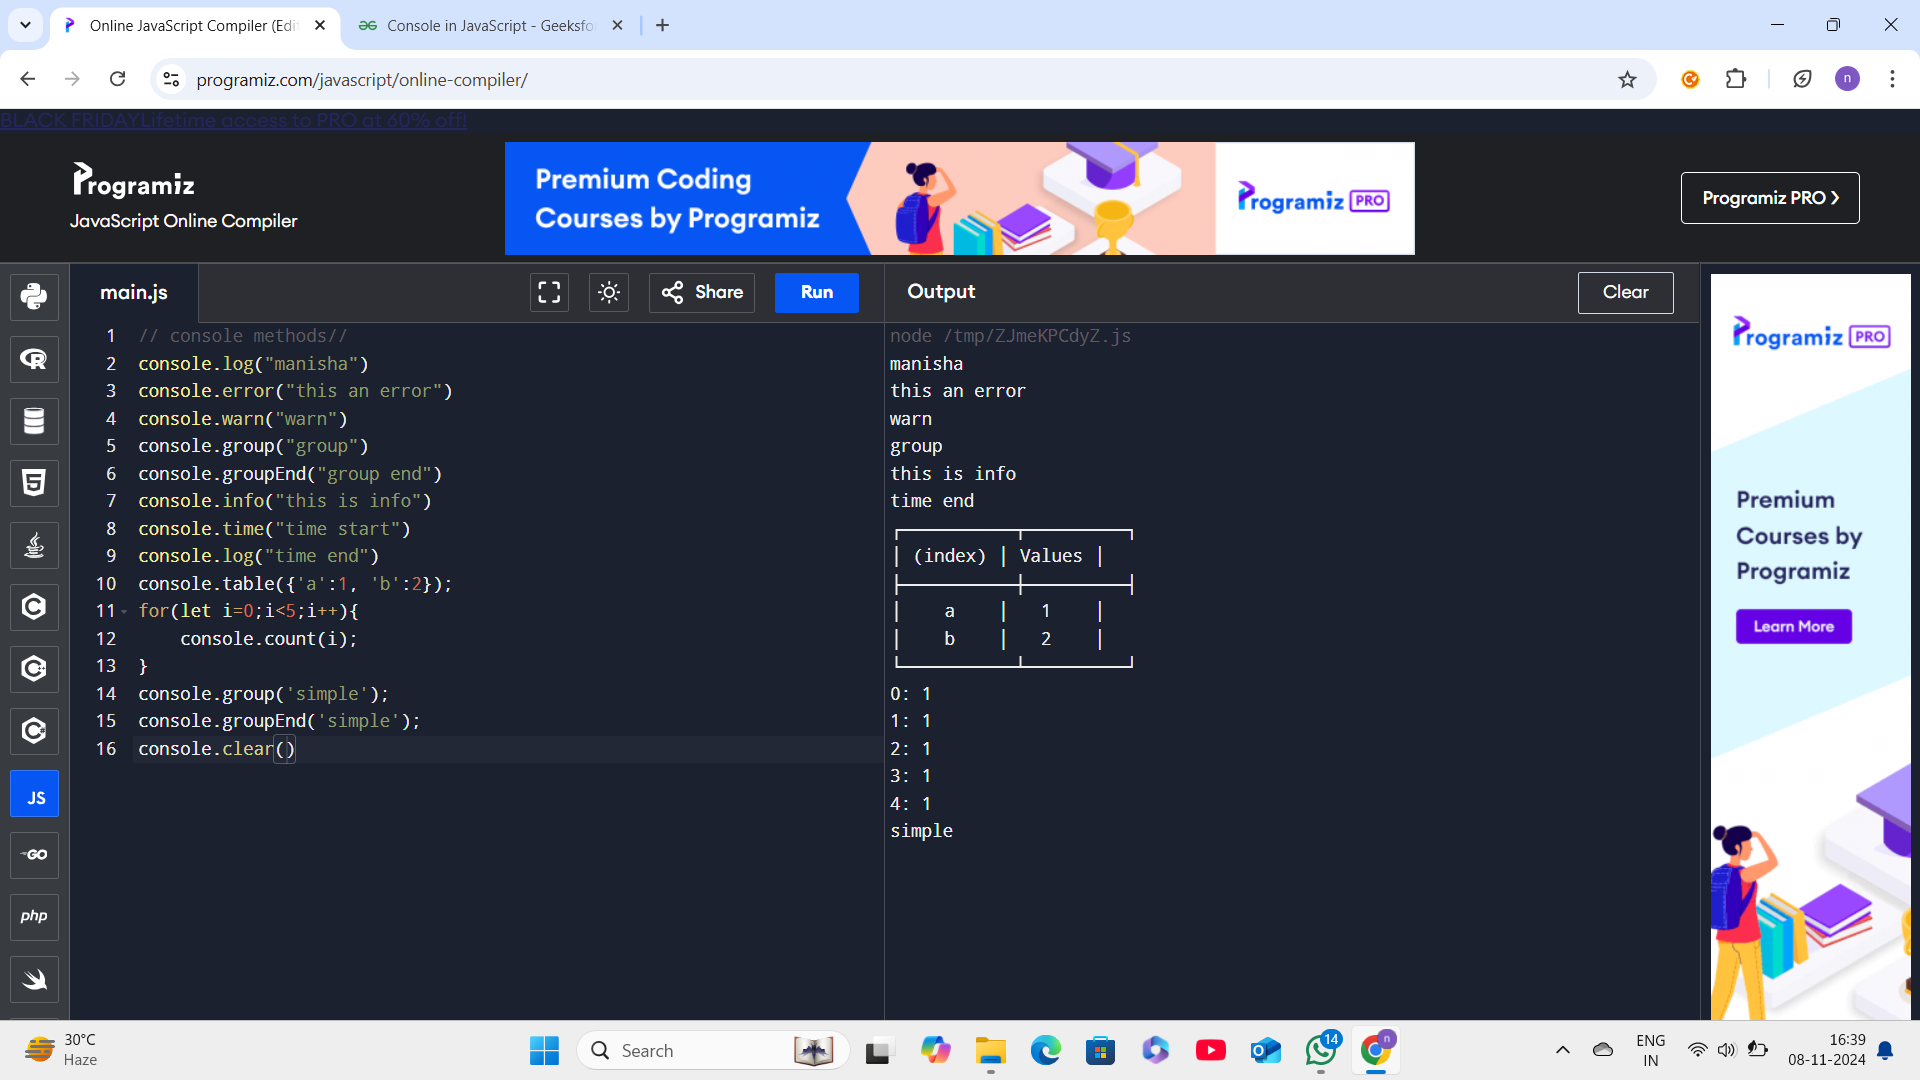 Online JavaScript Compiler (Edi
Console in JavaScript - Geeksfo
programiz.com/javascript/online-compiler/
n
BLACK FRIDAYLifetime access to PRO at 60% off!
Programiz
JavaScript Online Compiler
Premium Coding
Courses by Programiz
Programiz PRO
Programiz PRO ❯
main.js
Share
Run
Output
Clear
1 // console methods//
2 console.log("manisha")
3 console.error("this an error")
4 console.warn("warn")
5 console.group("group")
6 console.groupEnd("group end")
7 console.info("this is info")
8 console.time("time start")
9 console.log("time end")
10 console.table({'a':1, 'b':2});
11 for(let i=0;i<5;i++){
12 console.count(i);
13 }
14 console.group('simple');
15 console.groupEnd('simple');
16 console.clear()
node /tmp/ZJmeKPCdyZ.js
manisha
this an error
warn
group
this is info
time end
┌─────────┬────────┐
│ (index) │ Values │
├─────────┼────────┤
│ a │ 1 │
│ b │ 2 │
└─────────┴────────┘
0: 1
1: 1
2: 1
3: 1
4: 1
simple
Programiz PRO
Premium
Courses by
Programiz
Learn More
R
5
C
C
C
JS
GO
php
30°C
Haze
Search
14
n
ENG
IN
16:39
08-11-2024